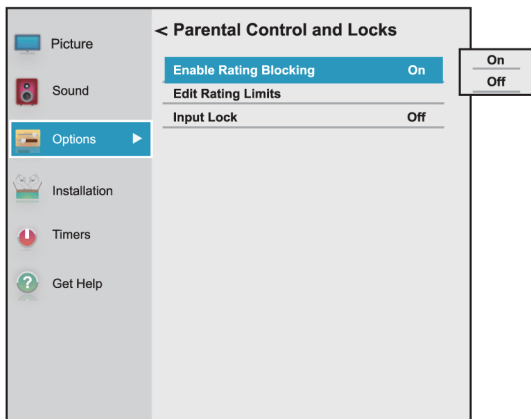 < Parental Control and Locks
Picture
Sound
Options
Installation
Timers
Get Help
Enable Rating Blocking On
Edit Rating Limits
Input Lock Off
On
Off